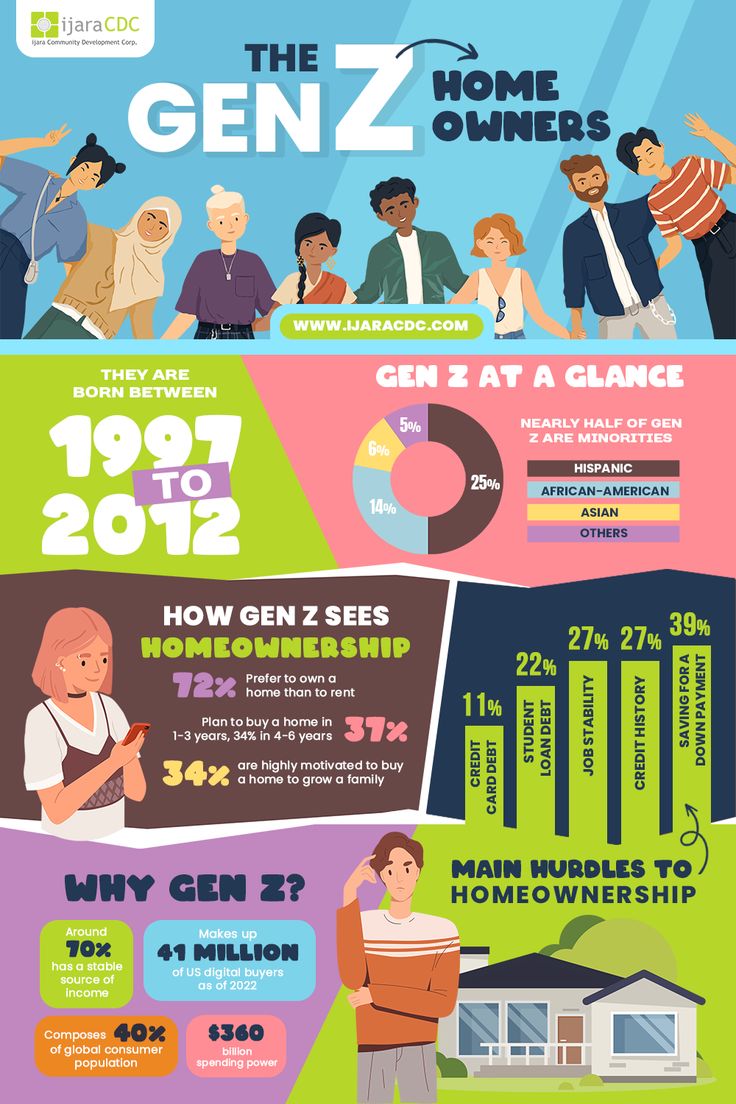 ijaraCDC
Ijara Community Development Corp.
THE
GEN Z
HOME
OWNERS
WWW.IJARACDC.COM
THEY ARE
BORN BETWEEN
1997
TO
2012
GEN Z AT A GLANCE
5%
6%
14%
25%
NEARLY HALF OF GEN
Z ARE MINORITIES
HISPANIC
AFRICAN-AMERICAN
ASIAN
OTHERS
HOW GEN Z SEES
HOMEOWNERSHIP
72% Prefer to own a
home than to rent
Plan to buy a home in
1-3 years, 34% in 4-6 years 37%
34% are highly motivated to buy
a home to grow a family
11%
CREDIT
CARD DEBT
22%
STUDENT
LOAN DEBT
27%
JOB STABILITY
27%
CREDIT HISTORY
39%
SAVING FOR A
DOWN PAYMENT
MAIN HURDLES TO
HOMEOWNERSHIP
WHY GEN Z?
Around
70%
has a stable
source of
income
Makes up
41 MILLION
of US digital buyers
as of 2022
Composes 40%
of global consumer
population
$360
billion
spending power